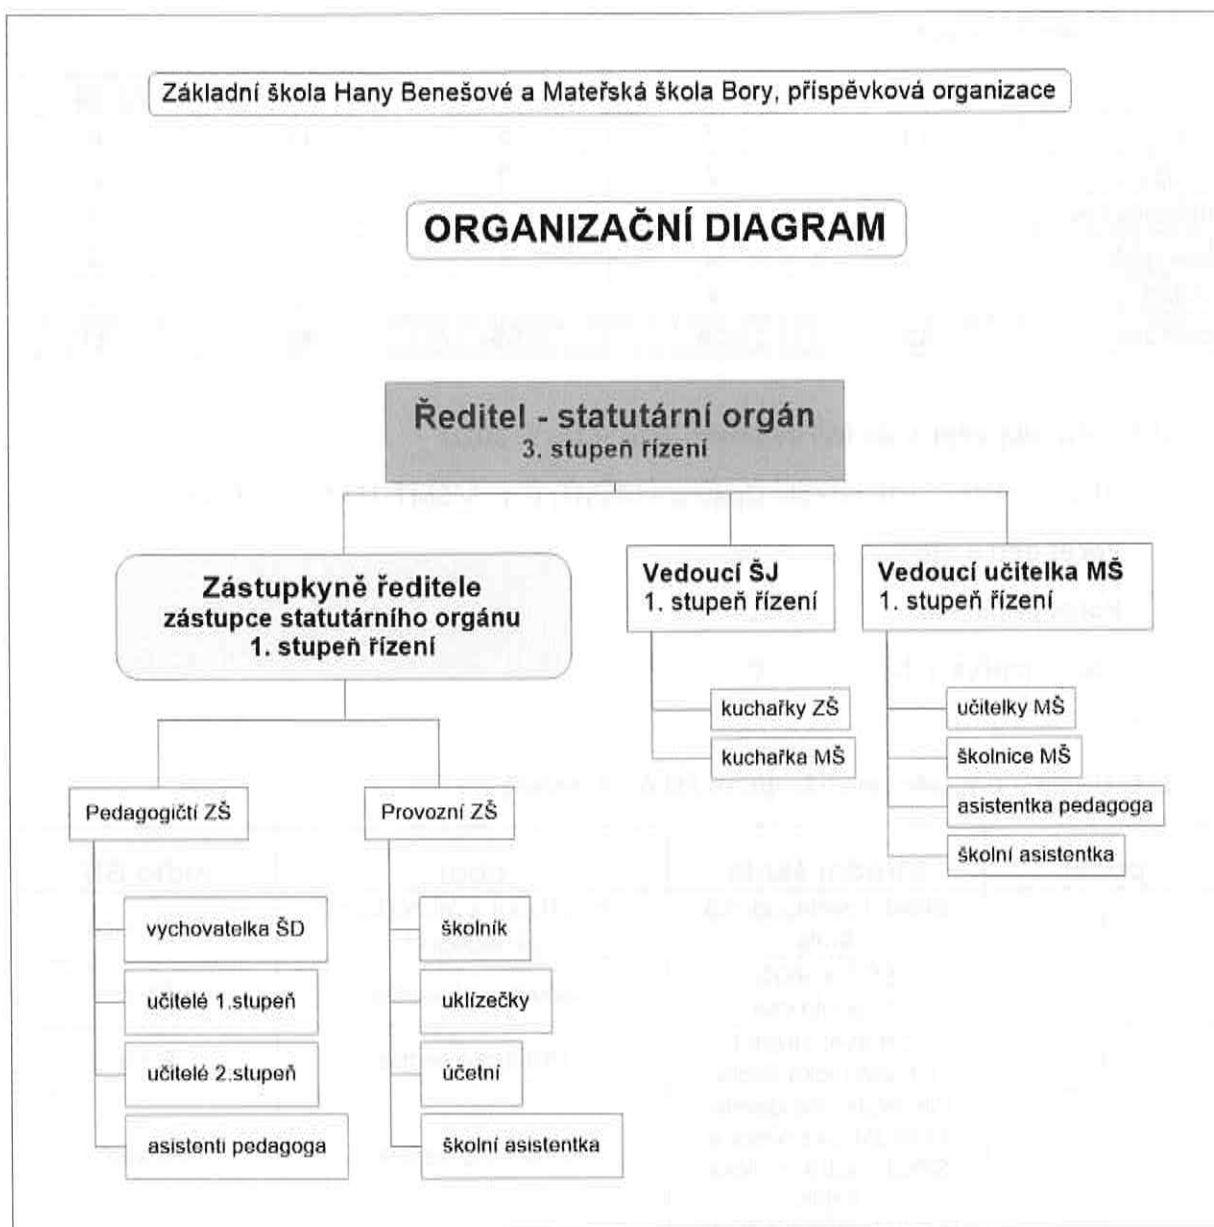 Základní škola Hany Benešové a Mateřská škola Bory, příspěvková organizace
ORGANIZAČNÍ DIAGRAM
Ředitel - statutární orgán
3. stupeň řízení
Zástupkyně ředitele
zástupce statutárního orgánu
1. stupeň řízení
Vedoucí ŠJ
1. stupeň řízení
Vedoucí učitelka MŠ
1. stupeň řízení
kuchařky ZŠ
kuchařka MŠ
učitelky MŠ
školnice MŠ
asistentka pedagoga
školní asistentka
Pedagogičtí ZŠ
Provozní ZŠ
vychovatelka ŠD
učitelé 1.stupeň
učitelé 2.stupeň
asistenti pedagoga
školník
uklízečky
účetní
školní asistentka